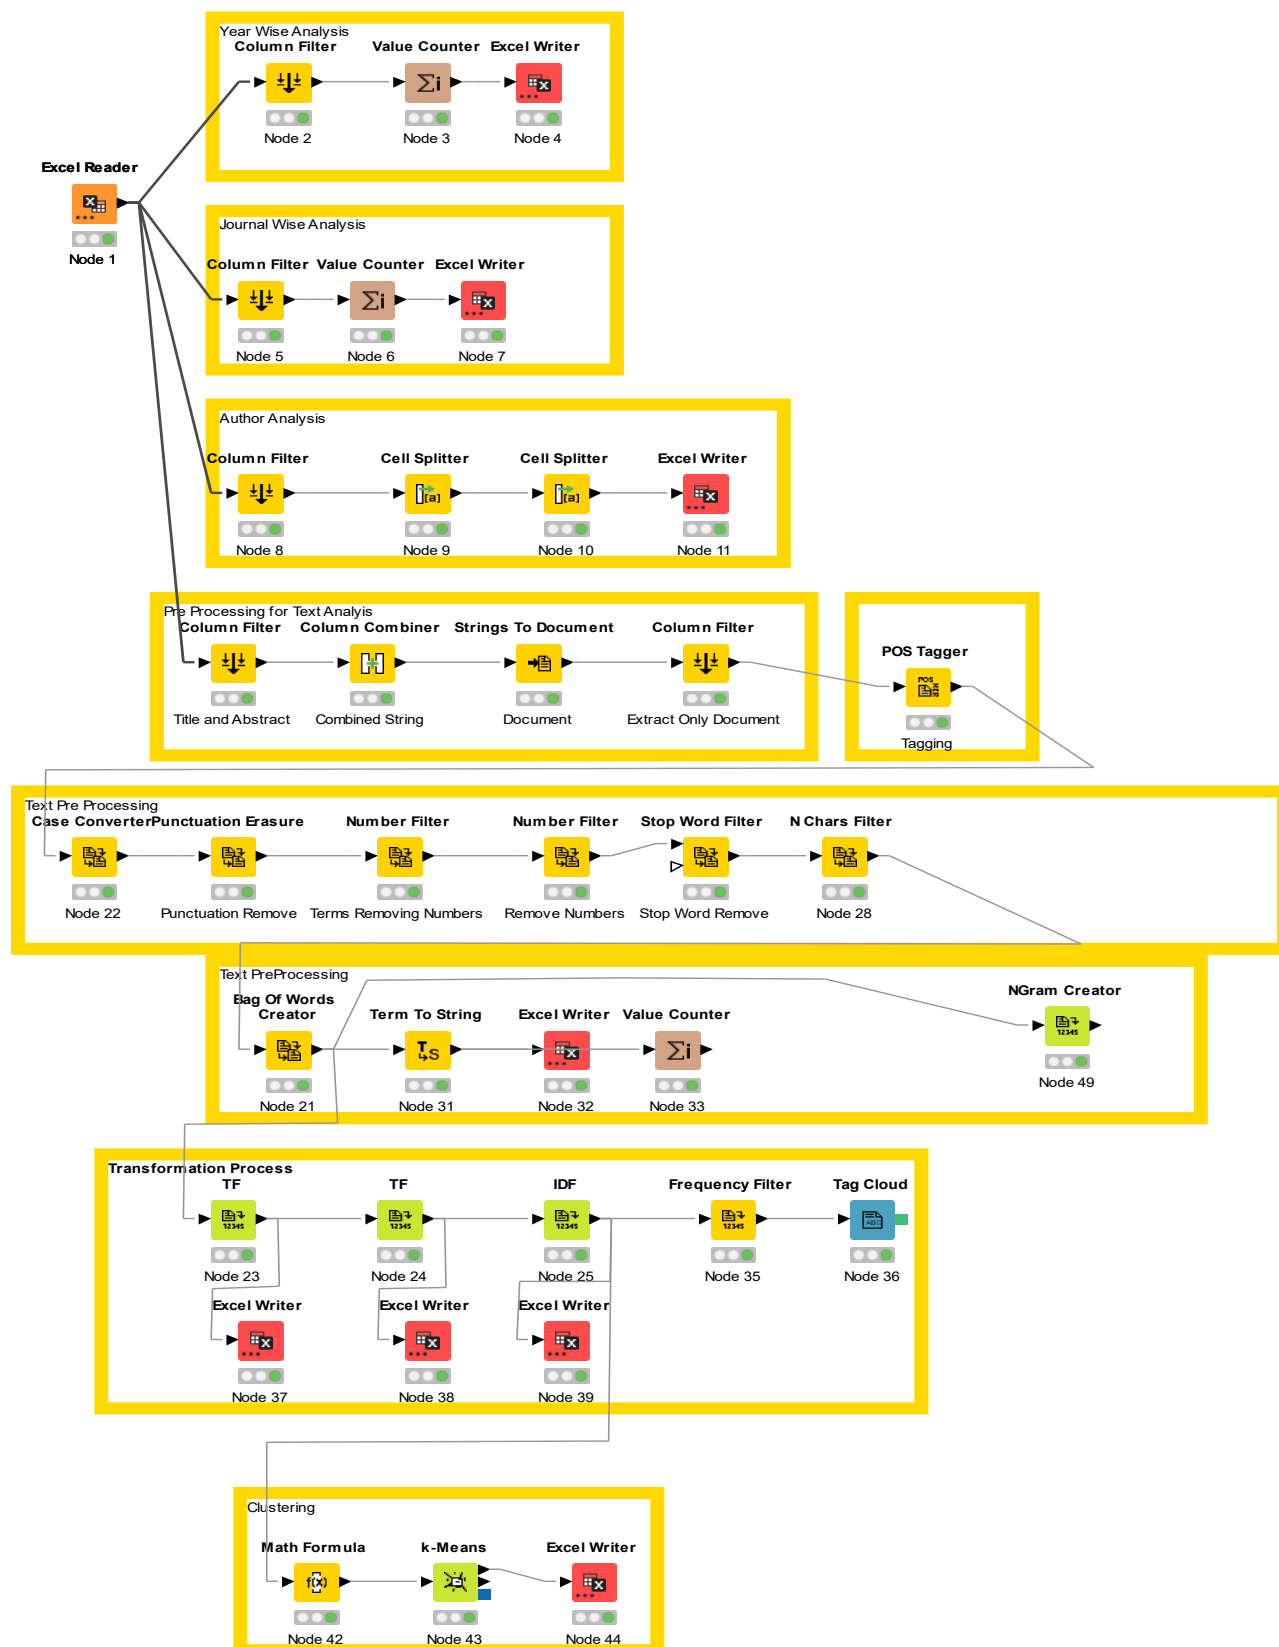 Year Wise Analysis
Column Filter Value Counter Excel Writer
Node 2 Node 3 Node 4
Excel Reader
Node 1
Journal Wise Analysis
Column Filter Value Counter Excel Writer
Node 5 Node 6 Node 7
Author Analysis
Column Filter Cell Splitter Cell Splitter Excel Writer
Node 8 Node 9 Node 10 Node 11
Pre Processing for Text Analyis
Column Filter Column Combiner Strings To Document Column Filter
Title and Abstract Combined String Document Extract Only Document
POS Tagger
Tagging
Text Pre Processing
Case Converter Punctuation Erasure Number Filter Number Filter Stop Word Filter N Chars Filter
Node 22 Punctuation Remove Terms Removing Numbers Remove Numbers Stop Word Remove Node 28
Text PreProcessing
Bag Of Words
Creator Term To String Excel Writer Value Counter NGram Creator
Node 21 Node 31 Node 32 Node 33 Node 49
Transformation Process
TF TF IDF Frequency Filter Tag Cloud
Node 23 Node 24 Node 25 Node 35 Node 36
Excel Writer Excel Writer Excel Writer
Node 37 Node 38 Node 39
Clustering
Math Formula k-Means Excel Writer
Node 42 Node 43 Node 44